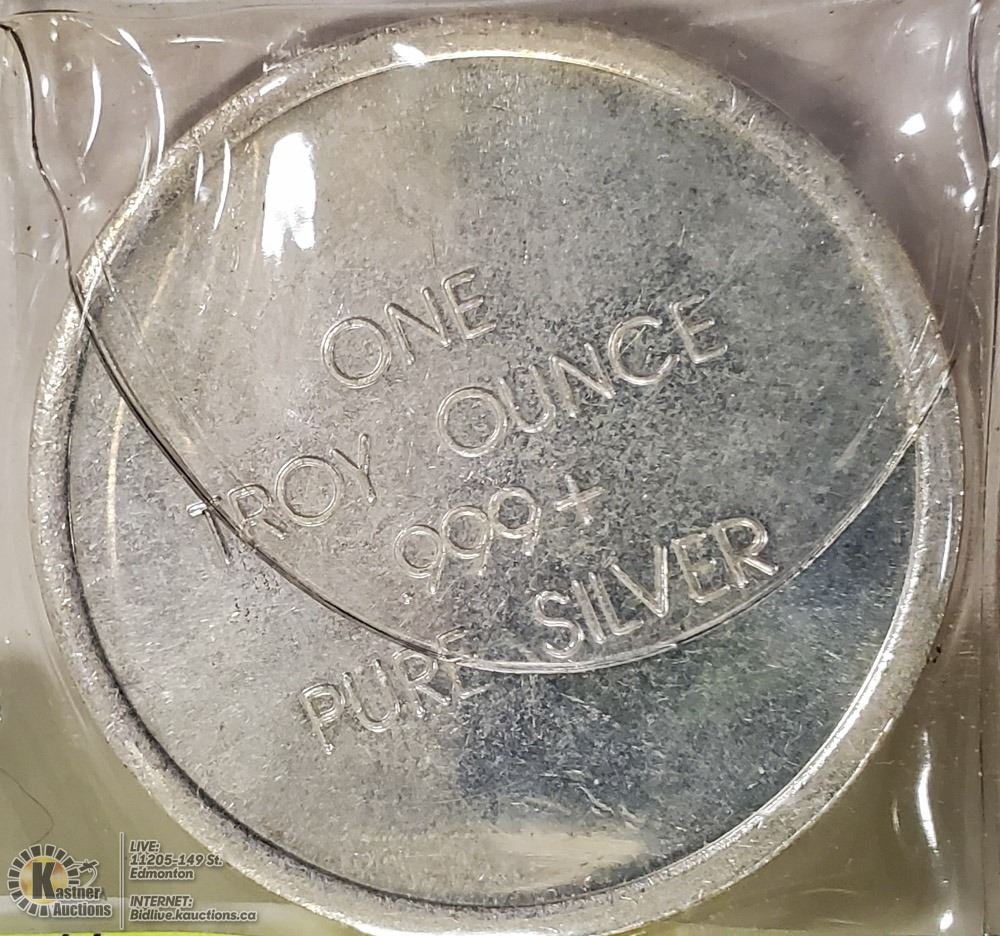 ONE
TROY OUNCE
.999+
PURE SILVER
Kastner
Auctions
LIVE:
11205-149 St.
Edmonton
INTERNET:
Bidlive.kauctions.ca